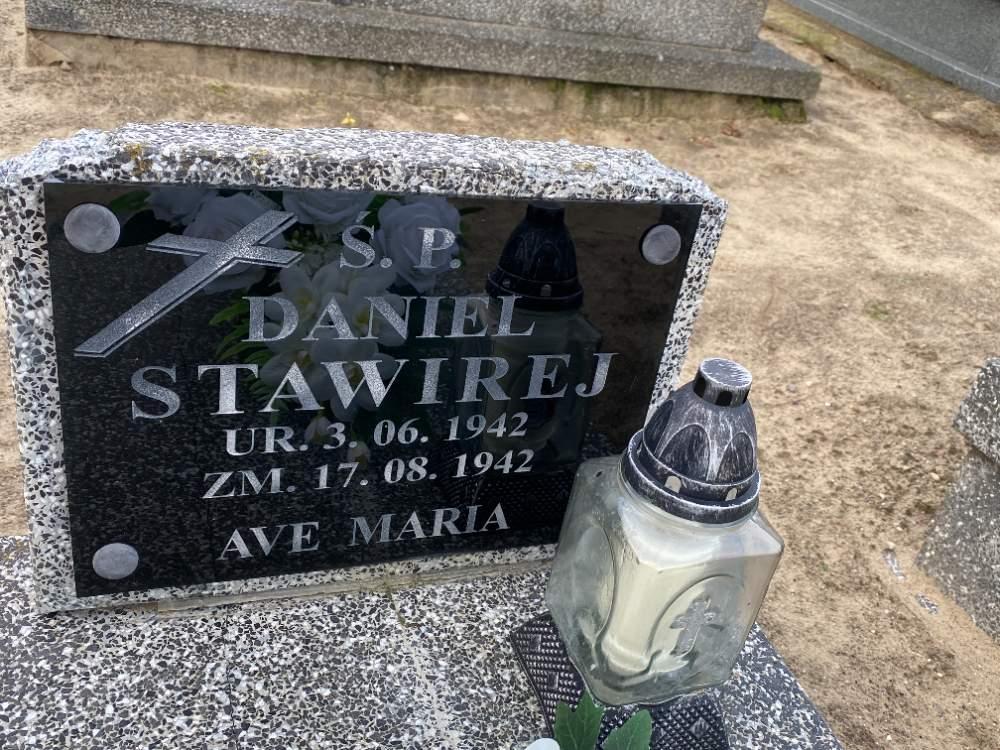 Ś. P.
DANIEL
STAWIREJ
UR. 3. 06. 1942
ZM. 17. 08. 1942
AVE MARIA